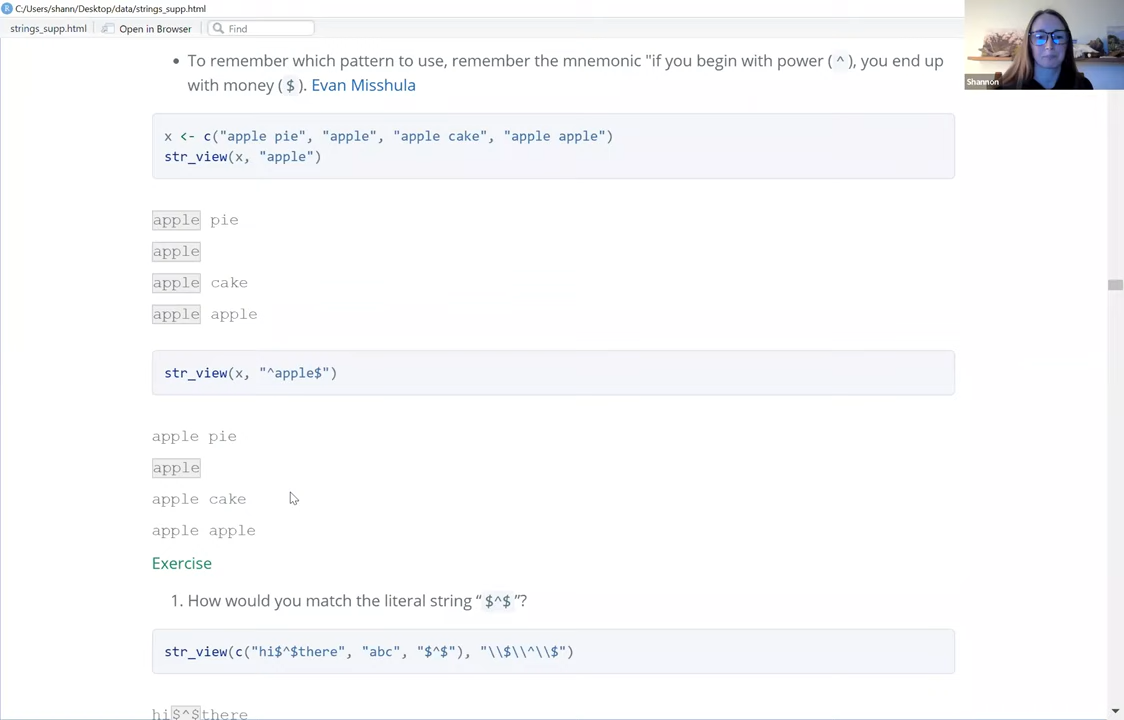 C:/Users/shann/Desktop/data/strings_supp.html
strings_supp.html Open in Browser Find
Shannon
• To remember which pattern to use, remember the mnemonic "if you begin with power ( ^ ), you end up
with money ( $ ). Evan Misshula
x <- c("apple pie", "apple", "apple cake", "apple apple")
str_view(x, "apple")
apple pie
apple
apple cake
apple apple
str_view(x, "^apple$")
apple pie
apple
apple cake
apple apple
Exercise
1. How would you match the literal string “ $^$ ”?
str_view(c("hi$^$there", "abc", "$^$"), "\\$\\^\\$")
hi$^$there